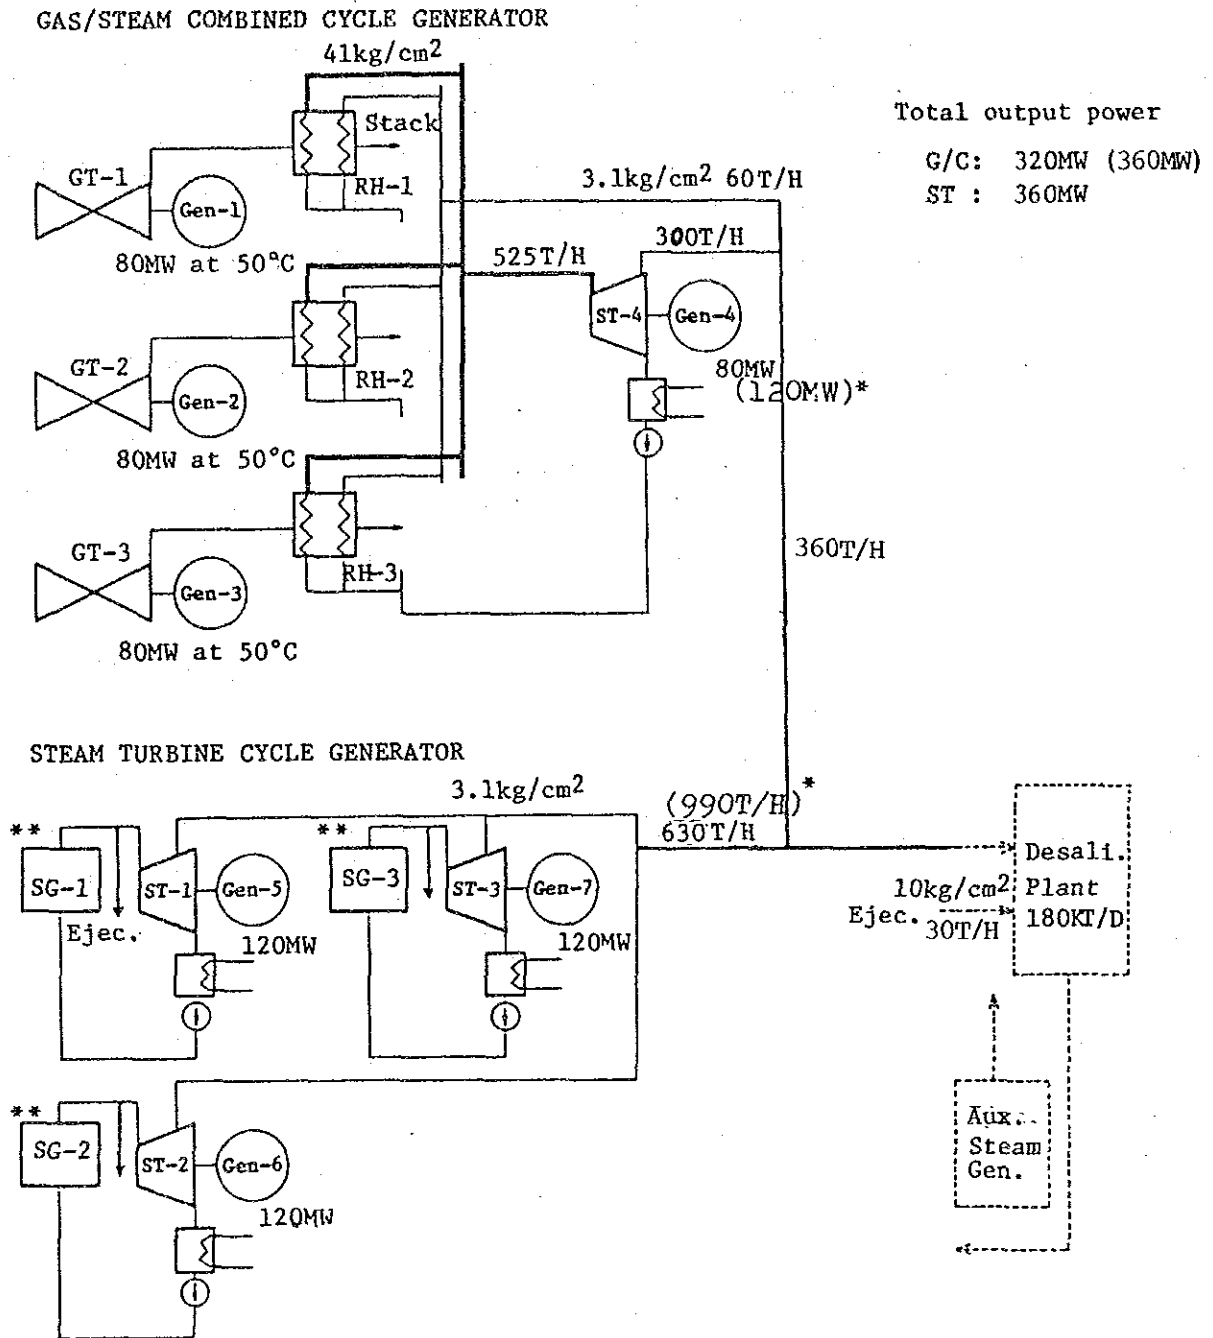 GAS/STEAM COMBINED CYCLE GENERATOR
41kg/cm2
Stack
GT-1
Gen-1
RH-1
80MW at 50°C
Total output power
G/C: 320MW (360MW)
ST : 360MW
3.1kg/cm2 60T/H
300T/H
525T/H
ST-4
Gen-4
80MW
(120MW)*
GT-2
Gen-2
RH-2
80MW at 50°C
GT-3
Gen-3
RH-3
80MW at 50°C
360T/H
STEAM TURBINE CYCLE GENERATOR
3.1kg/cm2
(990T/H)*
630T/H
**
SG-1
Ejec.
ST-1
Gen-5
120MW
**
SG-3
ST-3
Gen-7
120MW
Desali.
Plant
180KT/D
10kg/cm2
Ejec.
30T/H
**
SG-2
ST-2
Gen-6
120MW
Aux.
Steam
Gen.